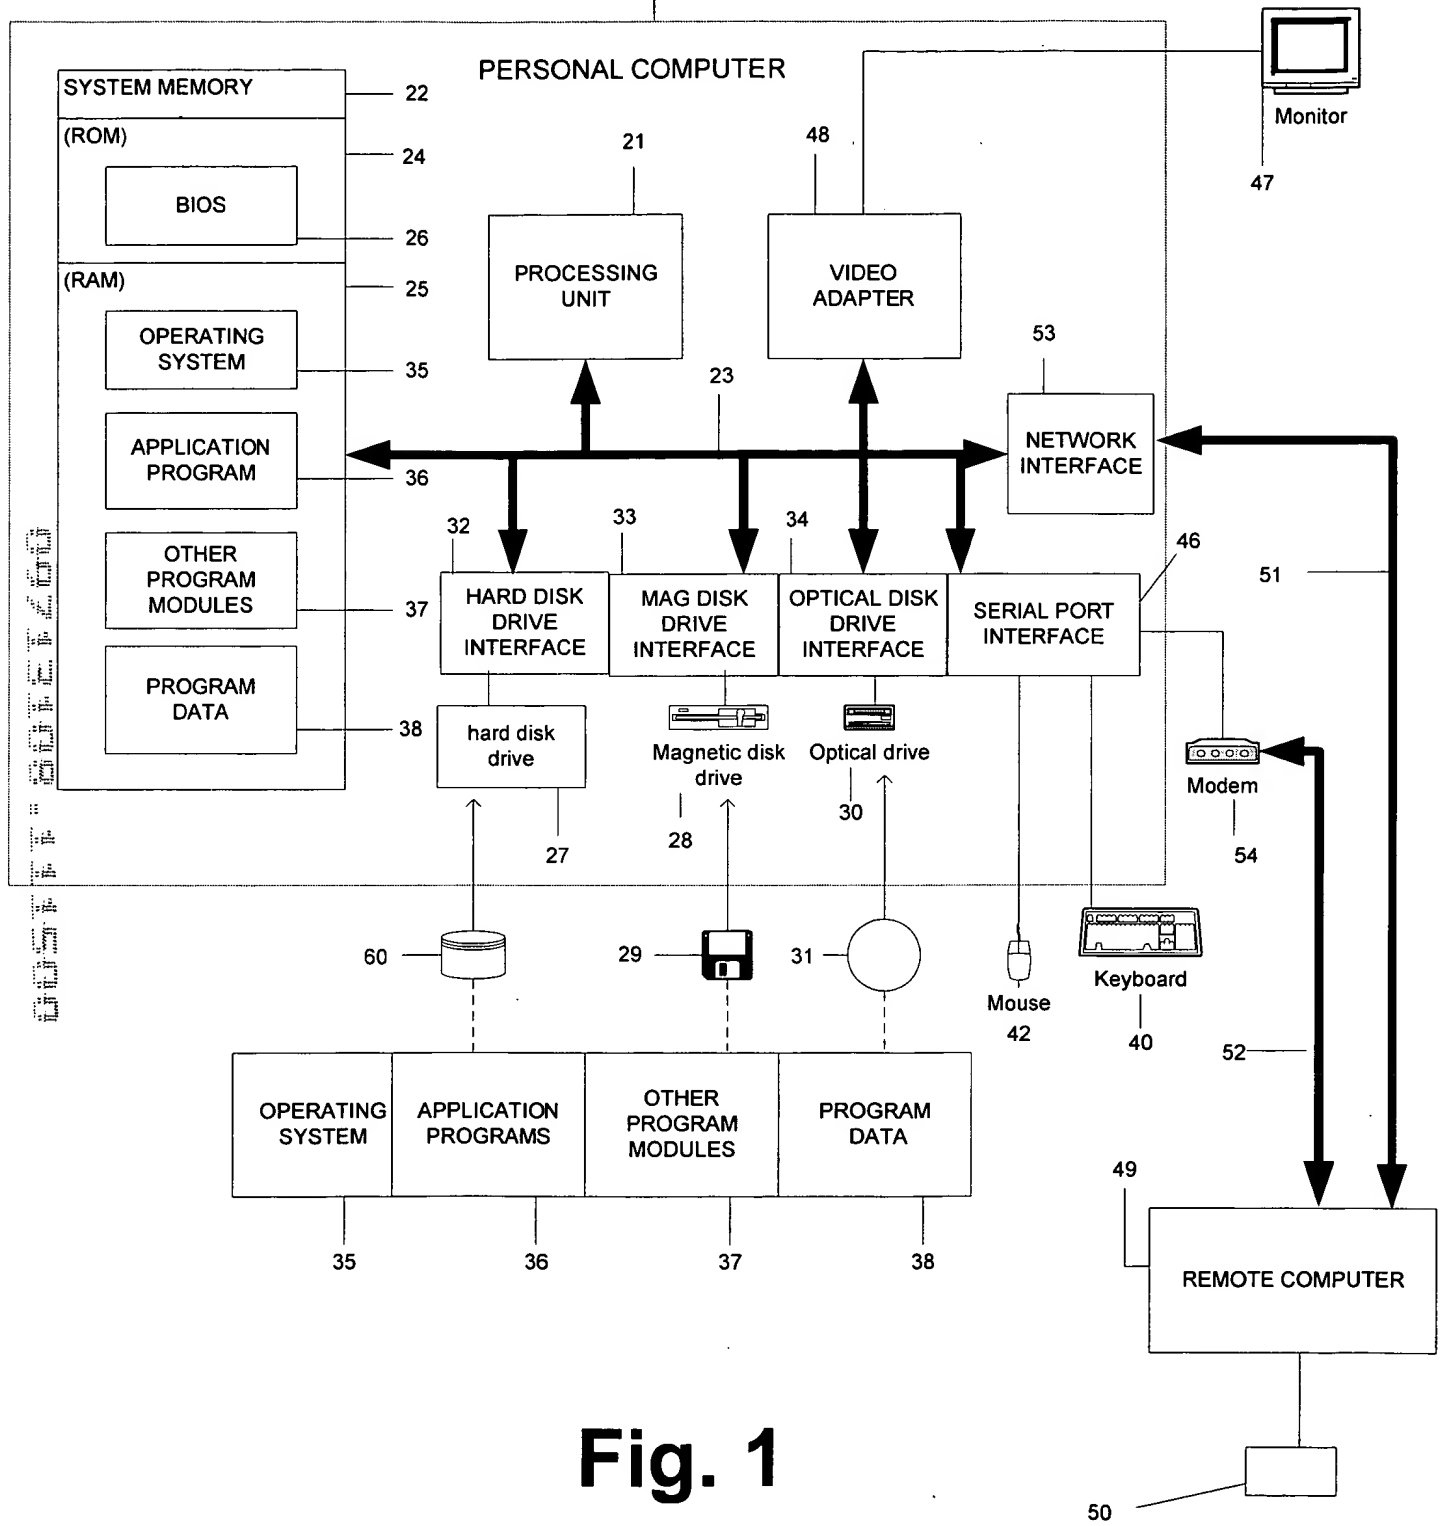 PERSONAL COMPUTER
SYSTEM MEMORY
22
(ROM)
24
BIOS
26
(RAM)
25
OPERATING
SYSTEM
35
APPLICATION
PROGRAM
36
OTHER
PROGRAM
MODULES
37
PROGRAM
DATA
38
21
PROCESSING
UNIT
48
VIDEO
ADAPTER
Monitor
47
23
53
NETWORK
INTERFACE
32
HARD DISK
DRIVE
INTERFACE
33
MAG DISK
DRIVE
INTERFACE
34
OPTICAL DISK
DRIVE
INTERFACE
46
SERIAL PORT
INTERFACE
51
hard disk
drive
27
Magnetic disk
drive
28
Optical drive
30
Modem
54
60
29
31
Mouse
42
Keyboard
40
52
OPERATING
SYSTEM
APPLICATION
PROGRAMS
OTHER
PROGRAM
MODULES
PROGRAM
DATA
35
36
37
38
49
REMOTE COMPUTER
50
Fig. 1